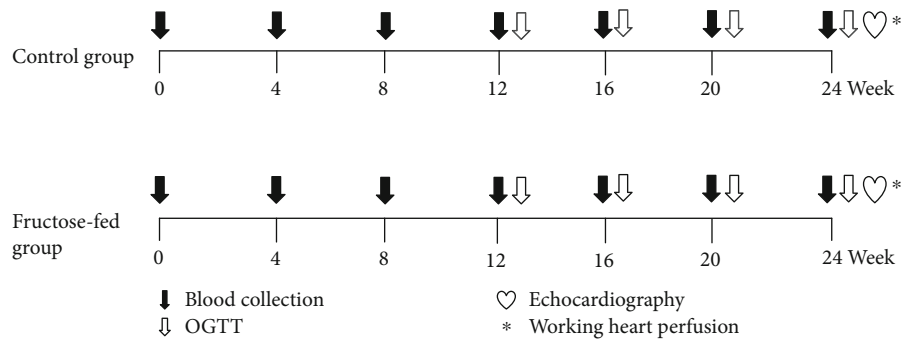 Control group
0 4 8 12 16 20 24 Week
*
Fructose-fed
group
0 4 8 12 16 20 24 Week
*
Blood collection
OGTT
Echocardiography
* Working heart perfusion